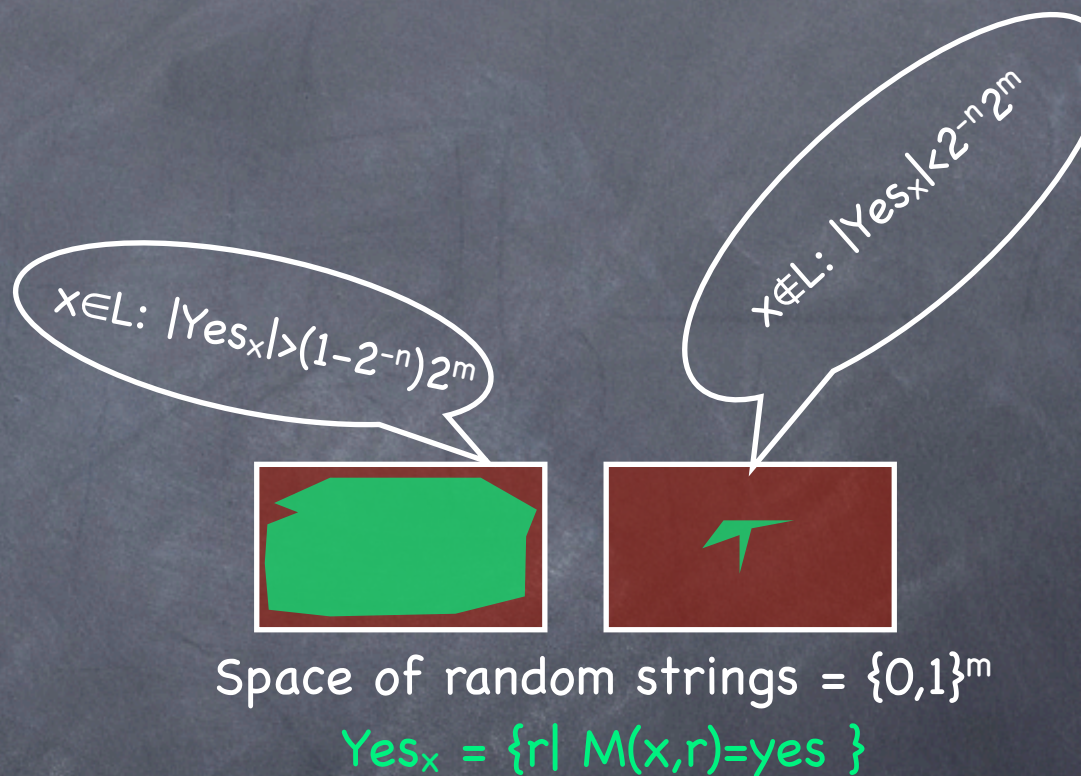 x∈L: |Yesₓ|>(1-2⁻ⁿ)2ᵐ
x∉L: |Yesₓ|<2⁻ⁿ2ᵐ
Space of random strings = {0,1}ᵐ
Yesₓ = {r| M(x,r)=yes }